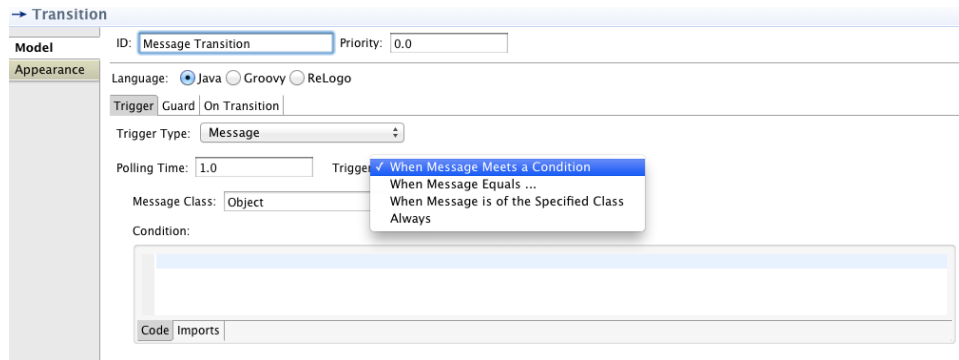 Transition
Model
Appearance
ID: Message Transition Priority: 0.0
Language: Java Groovy ReLogo
Trigger Guard On Transition
Trigger Type: Message
Polling Time: 1.0 Trigger
✓ When Message Meets a Condition
When Message Equals ...
When Message is of the Specified Class
Always
Message Class: Object
Condition:
Code Imports